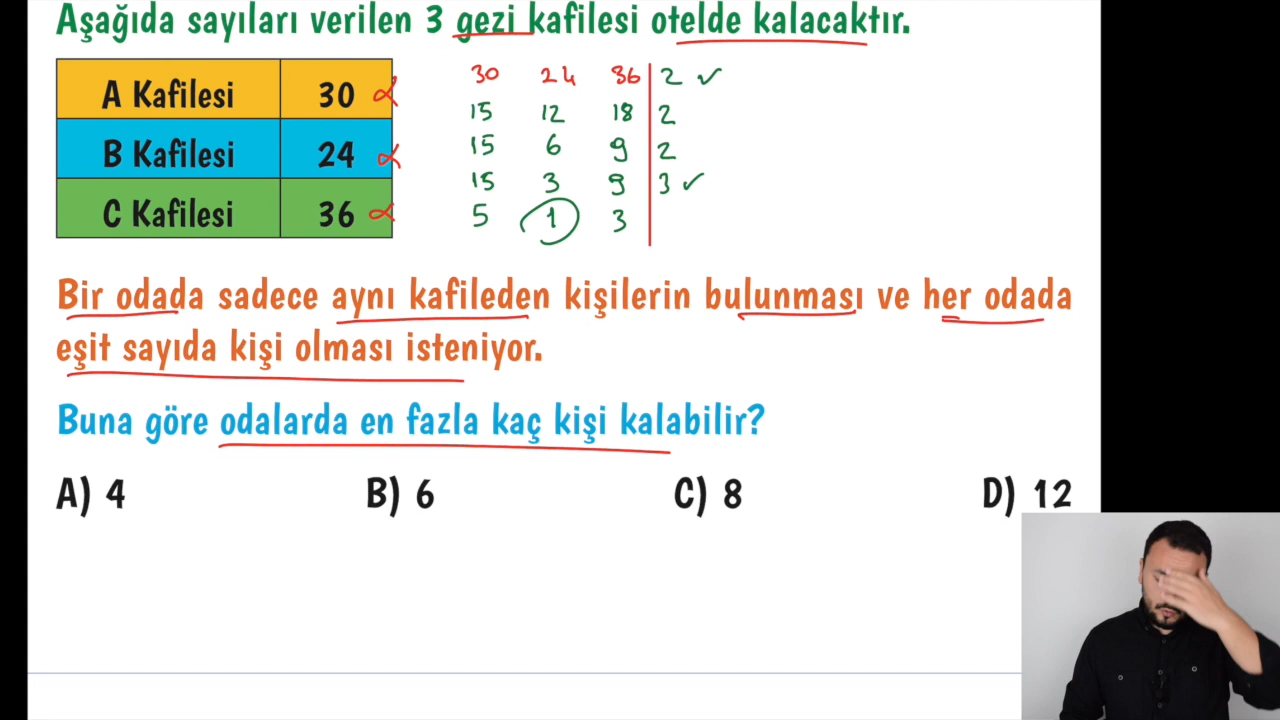 Aşağıda sayıları verilen 3 gezi kafilesi otelde kalacaktır.
A Kafilesi 30
B Kafilesi 24
C Kafilesi 36
30 24 36 2 ✓
15 12 18 2
15 6 9 2
15 3 9 3 ✓
5 1 3
Bir odada sadece aynı kafileden kişilerin bulunması ve her odada
eşit sayıda kişi olması isteniyor.
Buna göre odalarda en fazla kaç kişi kalabilir?
A) 4 B) 6 C) 8 D) 12